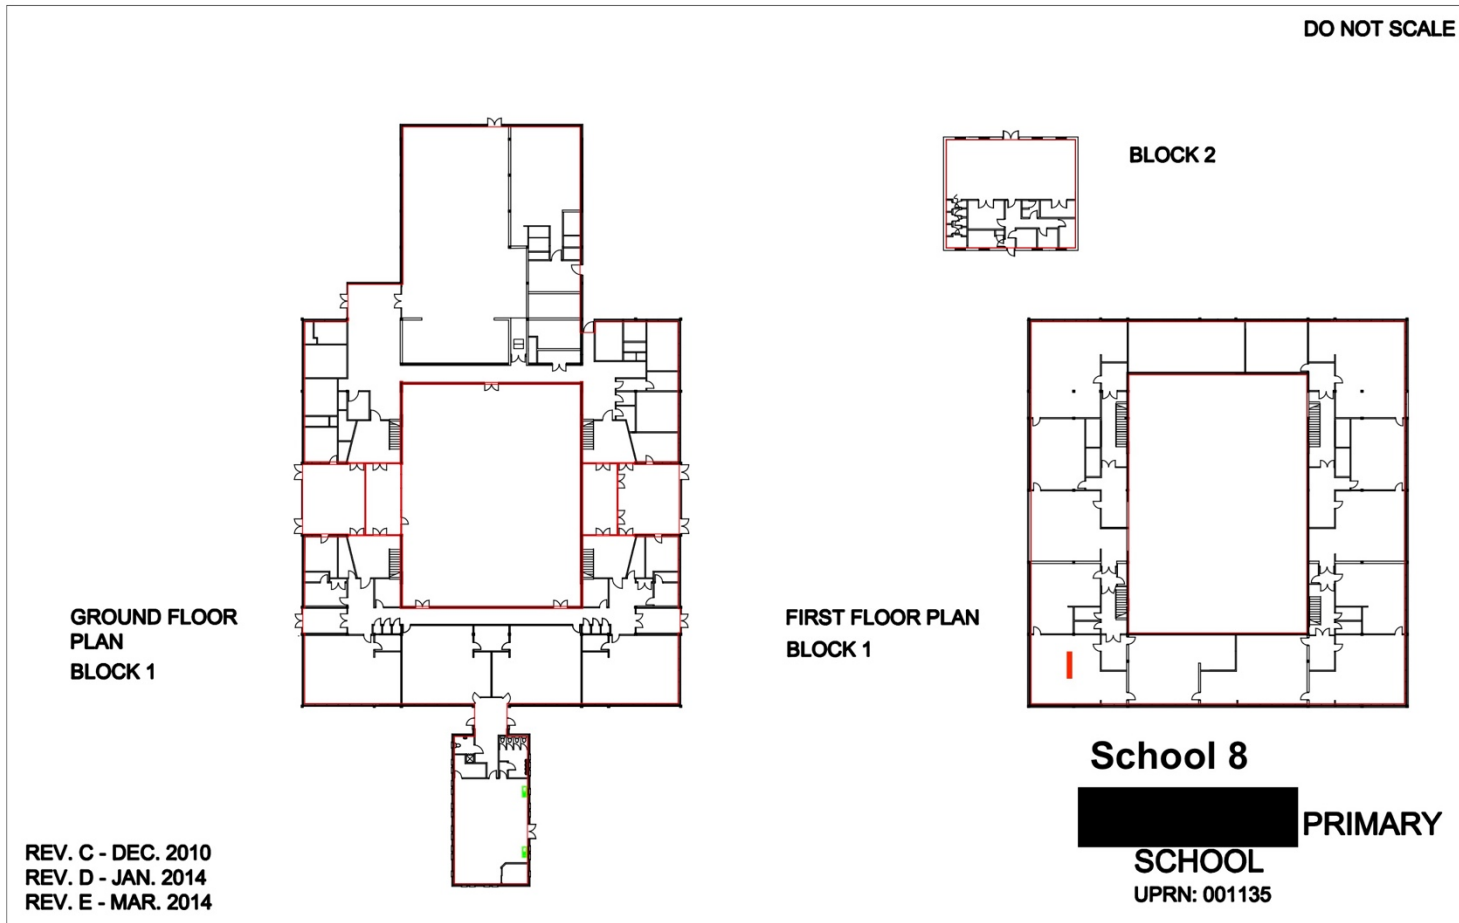 DO NOT SCALE
BLOCK 2
GROUND FLOOR
PLAN
BLOCK 1
FIRST FLOOR PLAN
BLOCK 1
School 8
PRIMARY
SCHOOL
UPRN: 001135
REV. C - DEC. 2010
REV. D - JAN. 2014
REV. E - MAR. 2014